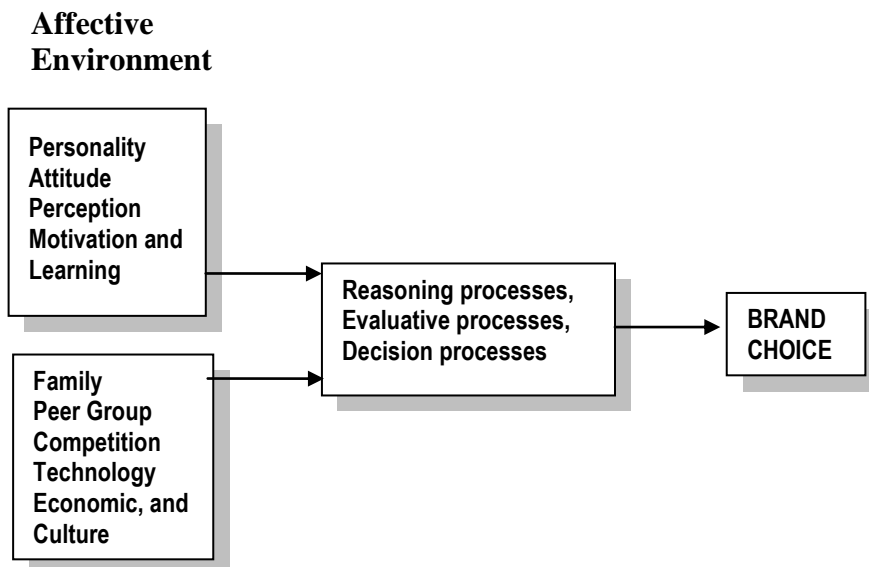 Affective
Environment
Personality
Attitude
Perception
Motivation and
Learning
Reasoning processes,
Evaluative processes,
Decision processes
BRAND
CHOICE
Family
Peer Group
Competition
Technology
Economic, and
Culture